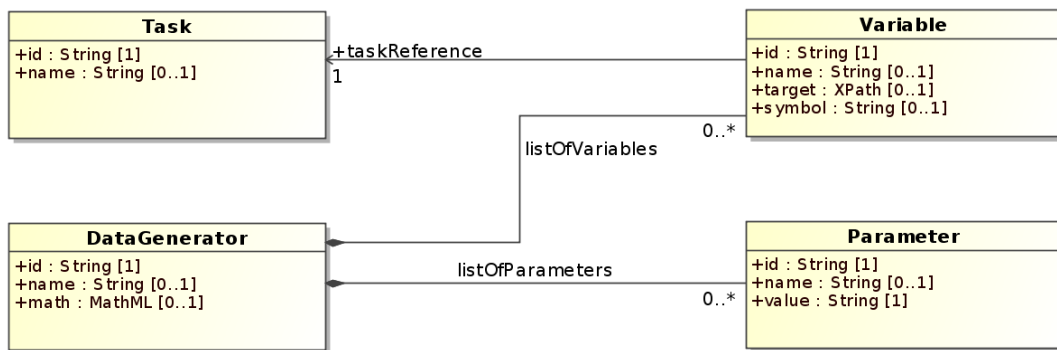 Task
+id : String [1]
+name : String [0..1]
+taskReference
1
Variable
+id : String [1]
+name : String [0..1]
+target : XPath [0..1]
+symbol : String [0..1]
0..*
listOfVariables
DataGenerator
+id : String [1]
+name : String [0..1]
+math : MathML [0..1]
listOfParameters
0..*
Parameter
+id : String [1]
+name : String [0..1]
+value : String [1]